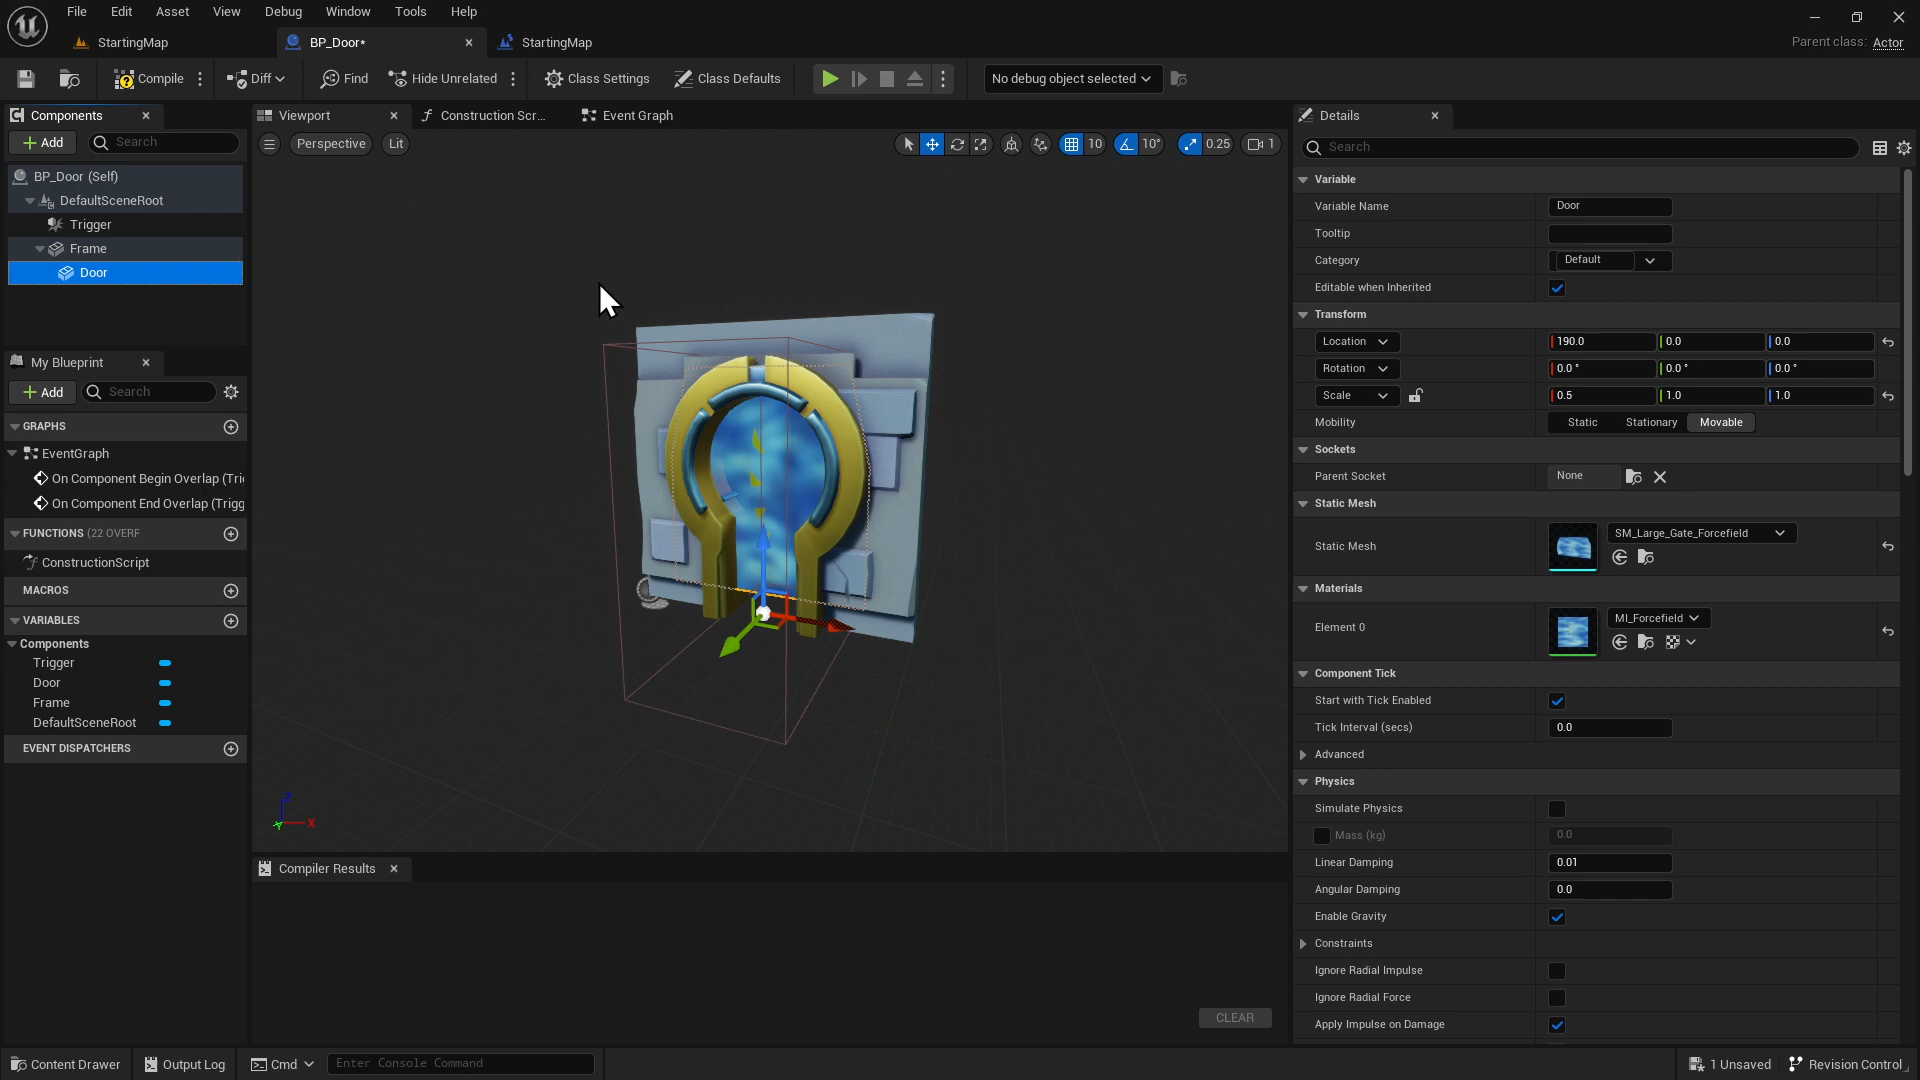 File Edit Asset View Debug Window Tools Help
StartingMap BP_Door* StartingMap
Parent class: Actor
Compile Diff Find Hide Unrelated Class Settings Class Defaults No debug object selected
Components
Add Search
BP_Door (Self)
DefaultSceneRoot
Trigger
Frame
Door
My Blueprint
Add Search
GRAPHS
EventGraph
On Component Begin Overlap (Tri
On Component End Overlap (Trigg
FUNCTIONS (22 OVERF
ConstructionScript
MACROS
VARIABLES
Components
Trigger
Door
Frame
DefaultSceneRoot
EVENT DISPATCHERS
Viewport Construction Scr... Event Graph
Perspective Lit 10 10° 0.25 1
Z
Y X
Compiler Results
CLEAR
Details
Search
Variable
Variable Name Door
Tooltip
Category Default
Editable when Inherited
Transform
Location 190.0 0.0 0.0
Rotation 0.0 ° 0.0 ° 0.0 °
Scale 0.5 1.0 1.0
Mobility Static Stationary Movable
Sockets
Parent Socket None
Static Mesh
Static Mesh SM_Large_Gate_Forcefield
Materials
Element 0 MI_Forcefield
Component Tick
Start with Tick Enabled
Tick Interval (secs) 0.0
Advanced
Physics
Simulate Physics
Mass (kg) 0.0
Linear Damping 0.01
Angular Damping 0.0
Enable Gravity
Constraints
Ignore Radial Impulse
Ignore Radial Force
Apply Impulse on Damage
Content Drawer Output Log Cmd Enter Console Command 1 Unsaved Revision Control